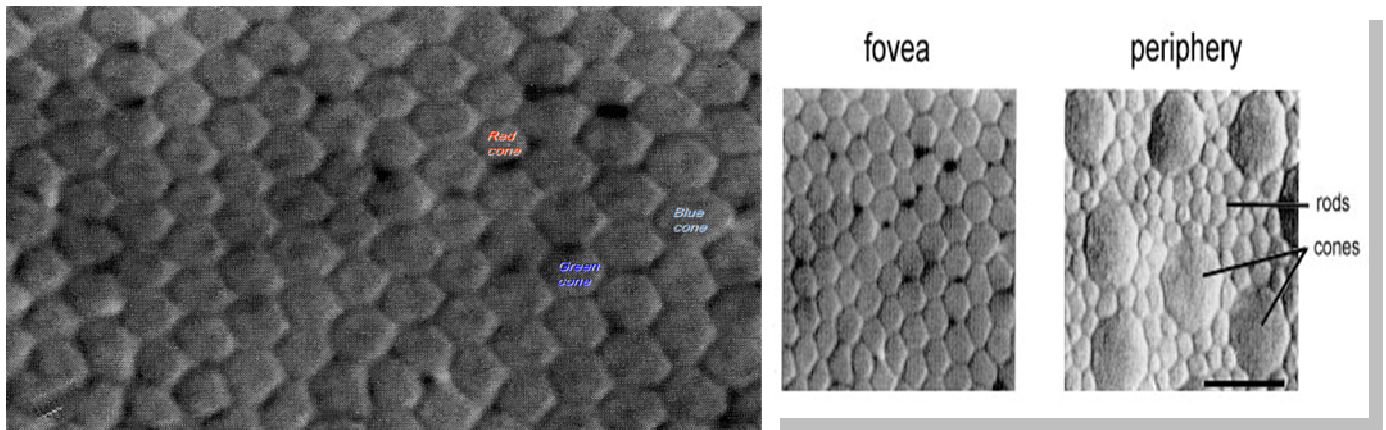 Red
cone
Blue
cone
Green
cone
fovea
periphery
rods
cones